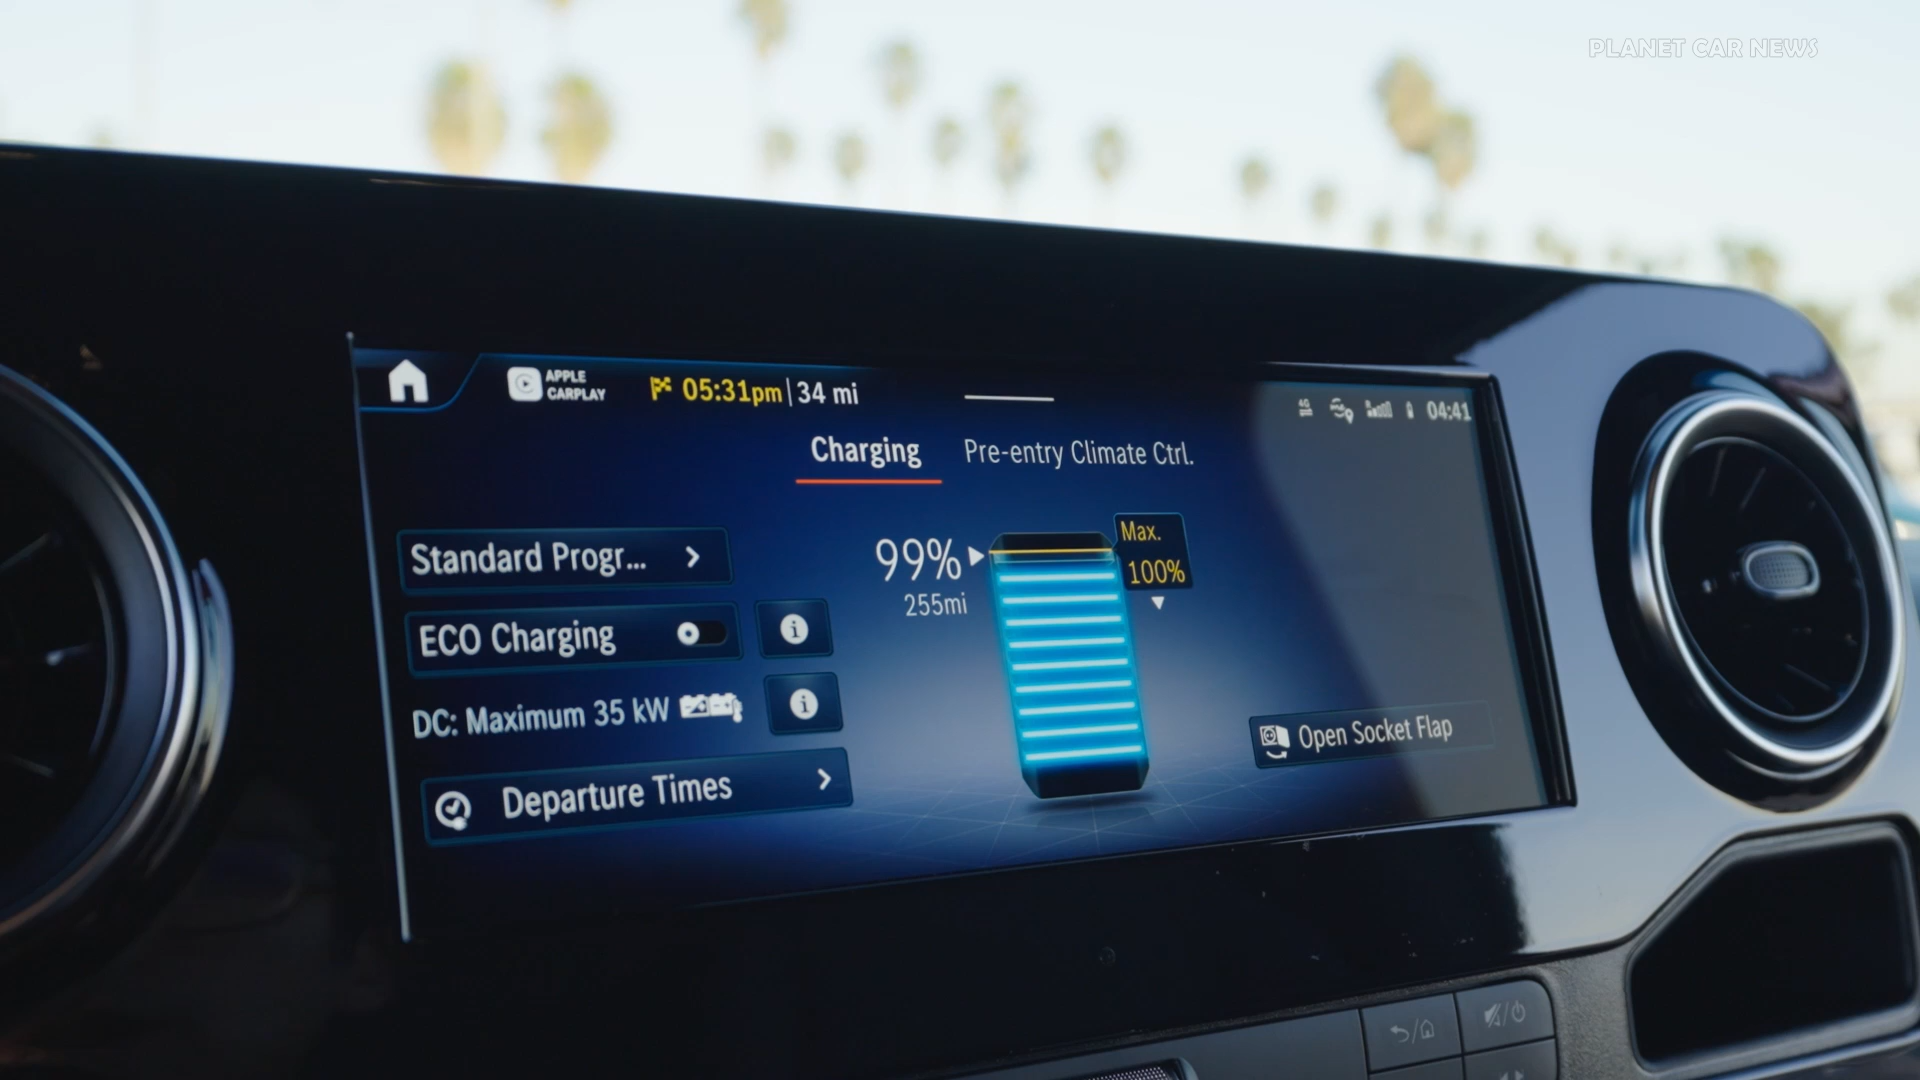 PLANET CAR NEWS
APPLE
CARPLAY
05:31pm | 34 mi
4G
04:41
Charging
Pre-entry Climate Ctrl.
Standard Progr...
99%
255mi
Max.
100%
ECO Charging
DC: Maximum 35 kW
Departure Times
Open Socket Flap